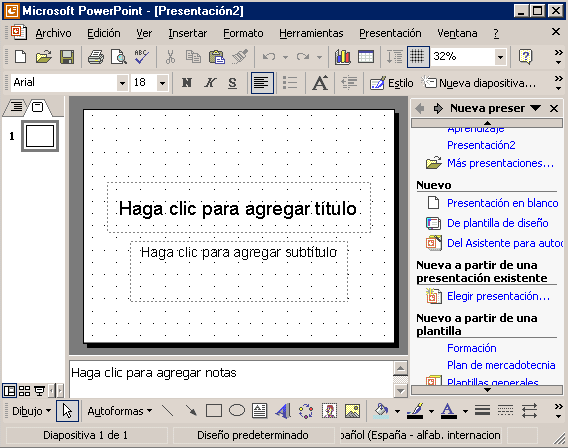 Microsoft PowerPoint - [Presentación2]
Archivo Edición Ver Insertar Formato Herramientas Presentación Ventana ?
ABC 32%
Arial 18 N K S A Estilo Nueva diapositiva...
Nueva preser
1
Aprendizaje
Presentación2
Más presentaciones...
Nuevo
Presentación en blanco
De plantilla de diseño
Del Asistente para autoc
Nueva a partir de una
presentación existente
Elegir presentación...
Nuevo a partir de una
plantilla
Formación
Plan de mercadotecnia
Plantillas generales
Haga clic para agregar título
Haga clic para agregar subtítulo
Haga clic para agregar notas
Dibujo Autoformas A A
Diapositiva 1 de 1 Diseño predeterminado pañol (España - alfab. internacion